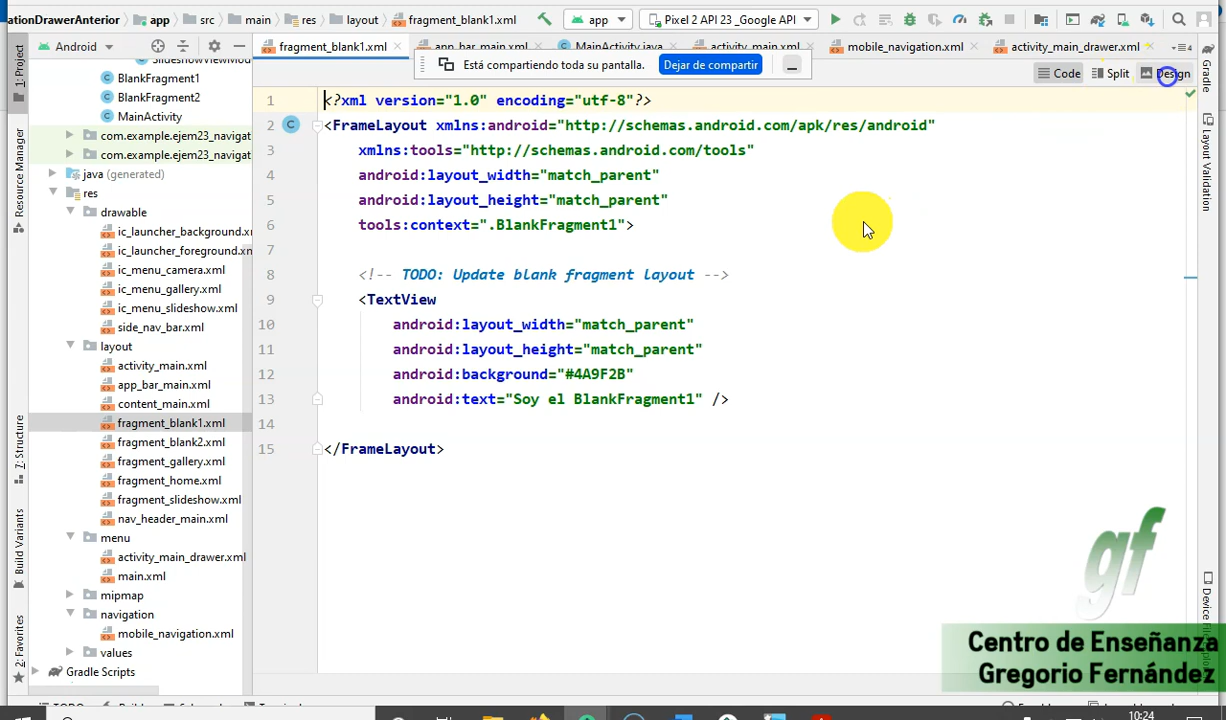 ationDrawerAnterior app src main res layout fragment_blank1.xml app Pixel 2 API 23 _Google API
Android
fragment_blank1.xml app_bar_main.xml MainActivity.java activity_main.xml mobile_navigation.xml activity_main_drawer.xml
Está compartiendo toda su pantalla. Dejar de compartir
Code Split Design
1: Project
Resource Manager
7: Structure
Build Variants
2: Favorites
BlankFragment1
BlankFragment2
MainActivity
com.example.ejem23_navigat
com.example.ejem23_navigat
java (generated)
res
drawable
ic_launcher_background.xr
ic_launcher_foreground.xn
ic_menu_camera.xml
ic_menu_gallery.xml
ic_menu_slideshow.xml
side_nav_bar.xml
layout
activity_main.xml
app_bar_main.xml
content_main.xml
fragment_blank1.xml
fragment_blank2.xml
fragment_gallery.xml
fragment_home.xml
fragment_slideshow.xml
nav_header_main.xml
menu
activity_main_drawer.xml
main.xml
mipmap
navigation
mobile_navigation.xml
values
Gradle Scripts
1 <?xml version="1.0" encoding="utf-8"?>
2 <FrameLayout xmlns:android="http://schemas.android.com/apk/res/android"
3 xmlns:tools="http://schemas.android.com/tools"
4 android:layout_width="match_parent"
5 android:layout_height="match_parent"
6 tools:context=".BlankFragment1">
7
8 <!-- TODO: Update blank fragment layout -->
9 <TextView
10 android:layout_width="match_parent"
11 android:layout_height="match_parent"
12 android:background="#4A9F2B"
13 android:text="Soy el BlankFragment1" />
14
15 </FrameLayout>
Gradle
Layout Validation
gf
Centro de Enseñanza
Gregorio Fernández
10:24